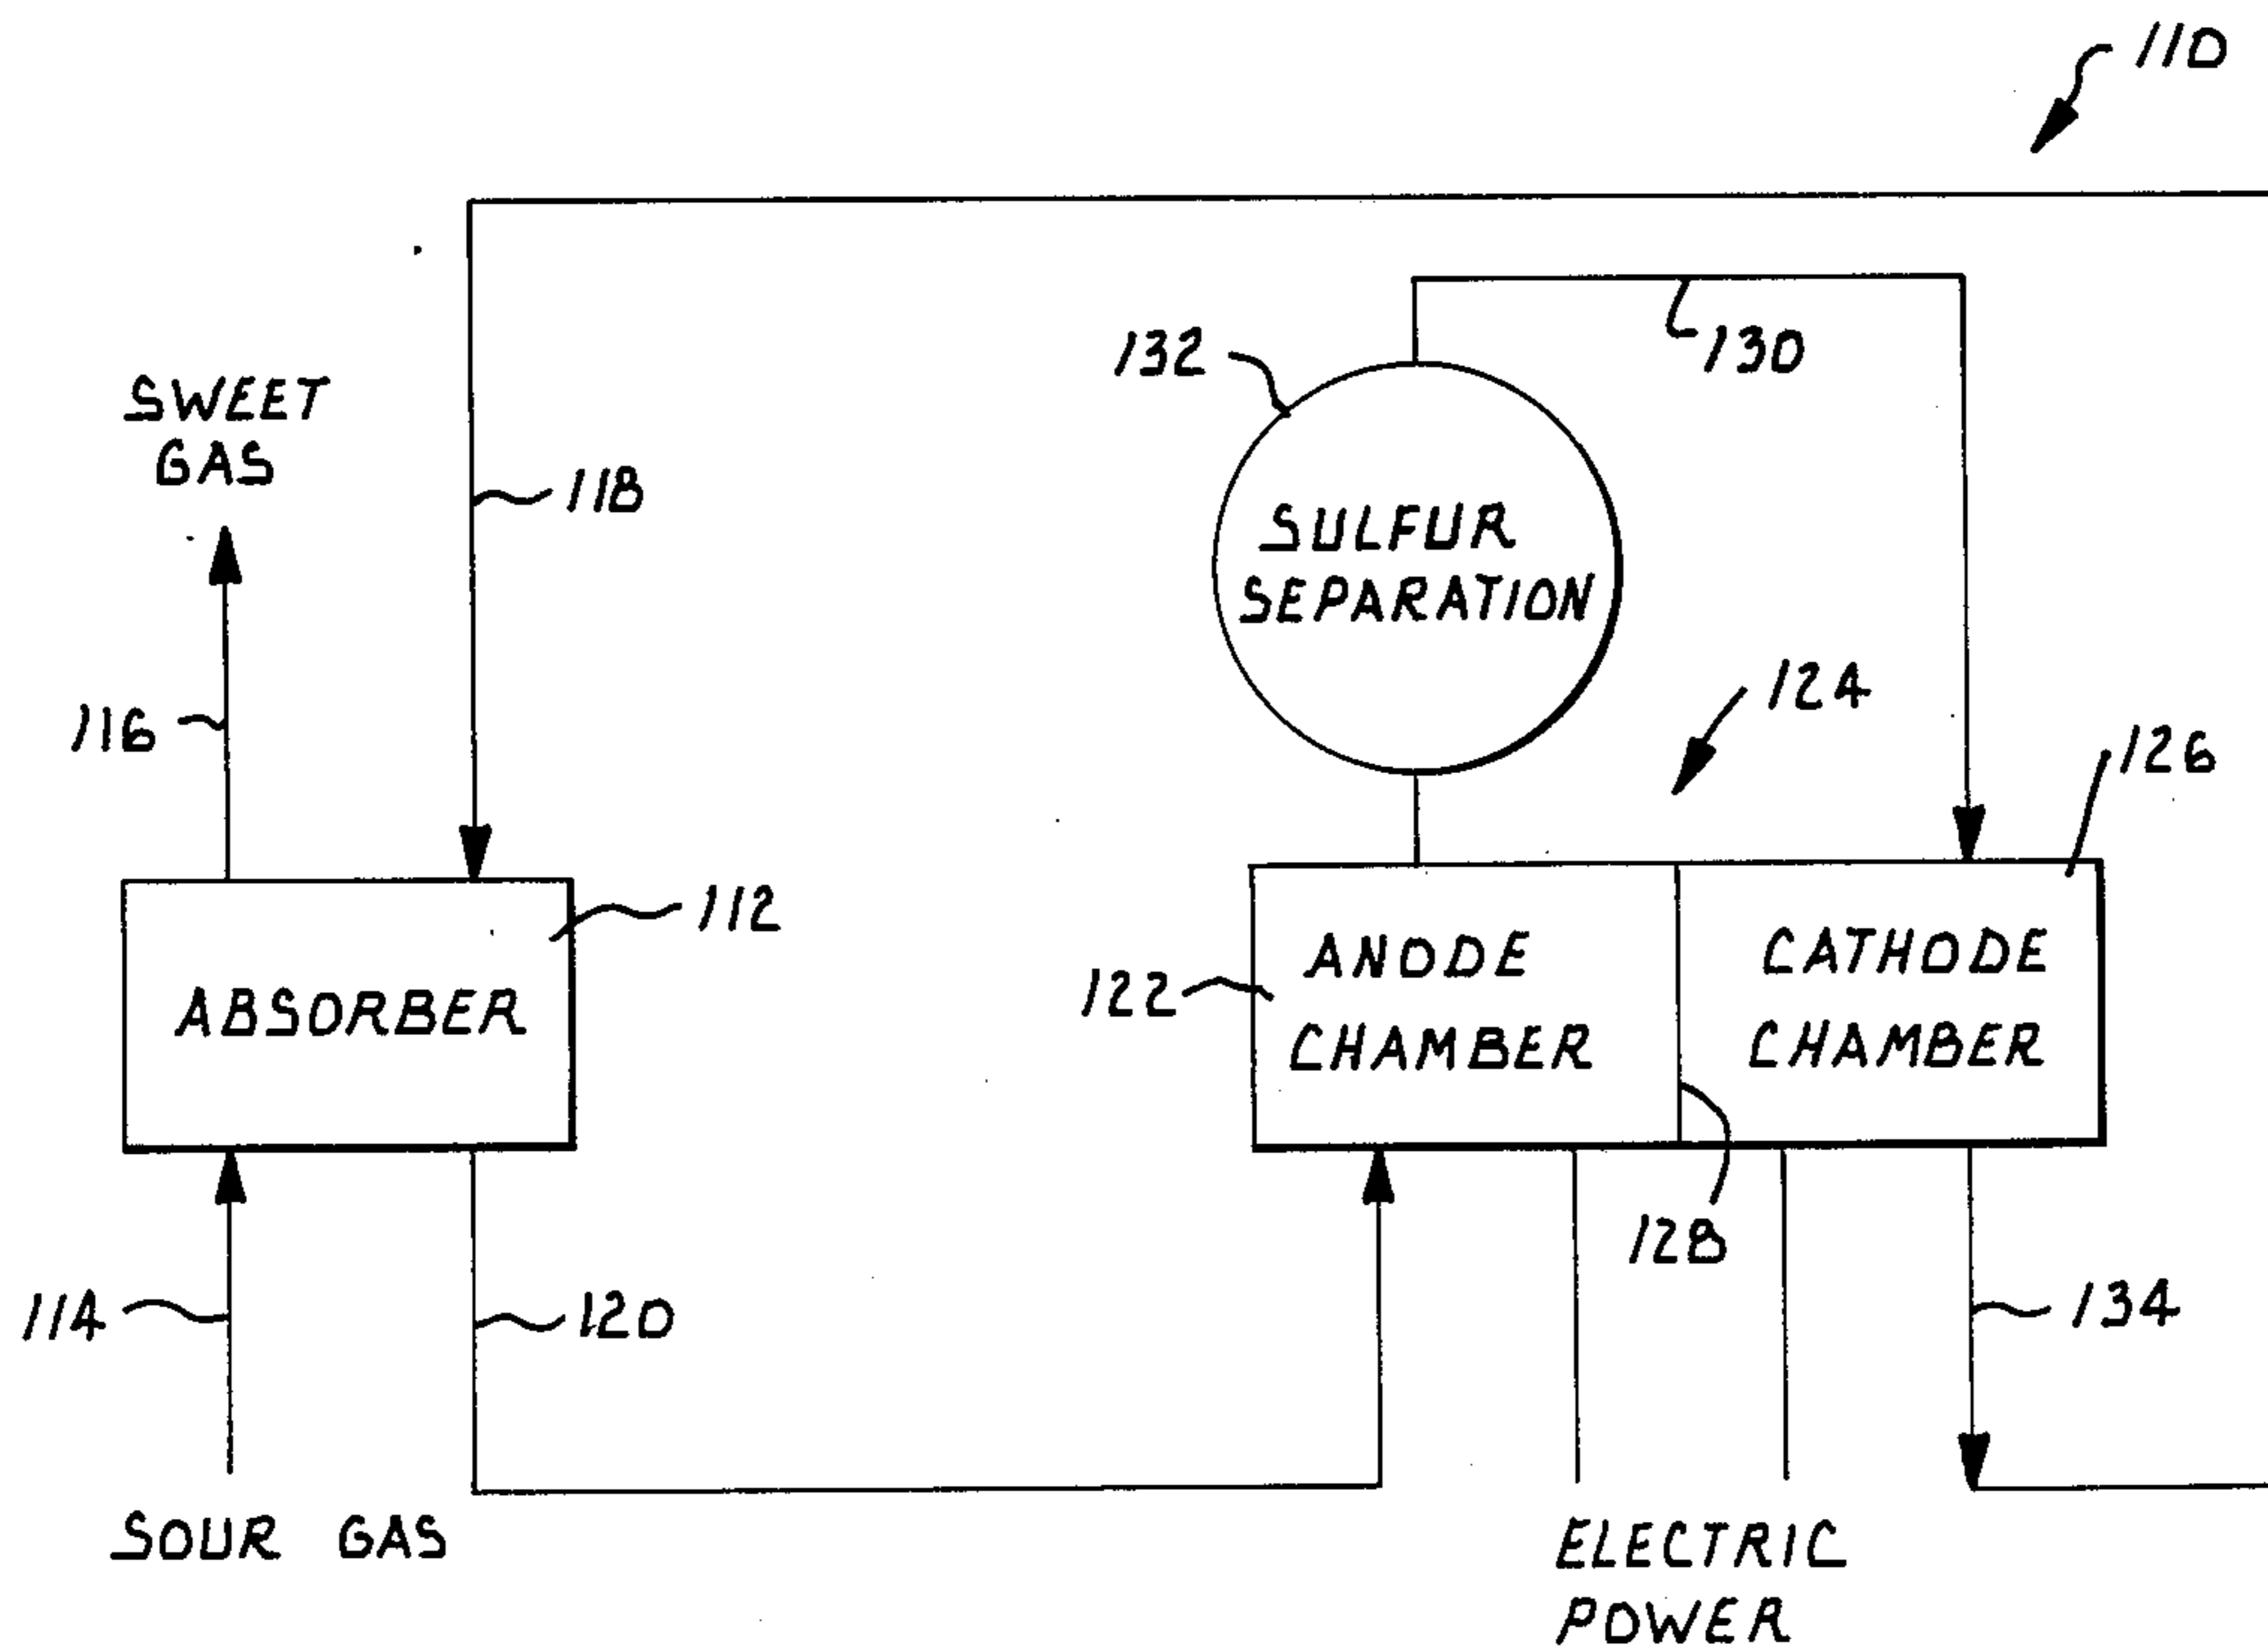 110
130
132
SWEET
GAS
118
SULFUR
SEPARATION
124
116
126
112
ANODE
CHAMBER
CATHODE
CHAMBER
122
ABSORBER
128
114
120
134
SOUR GAS
ELECTRIC
POWER